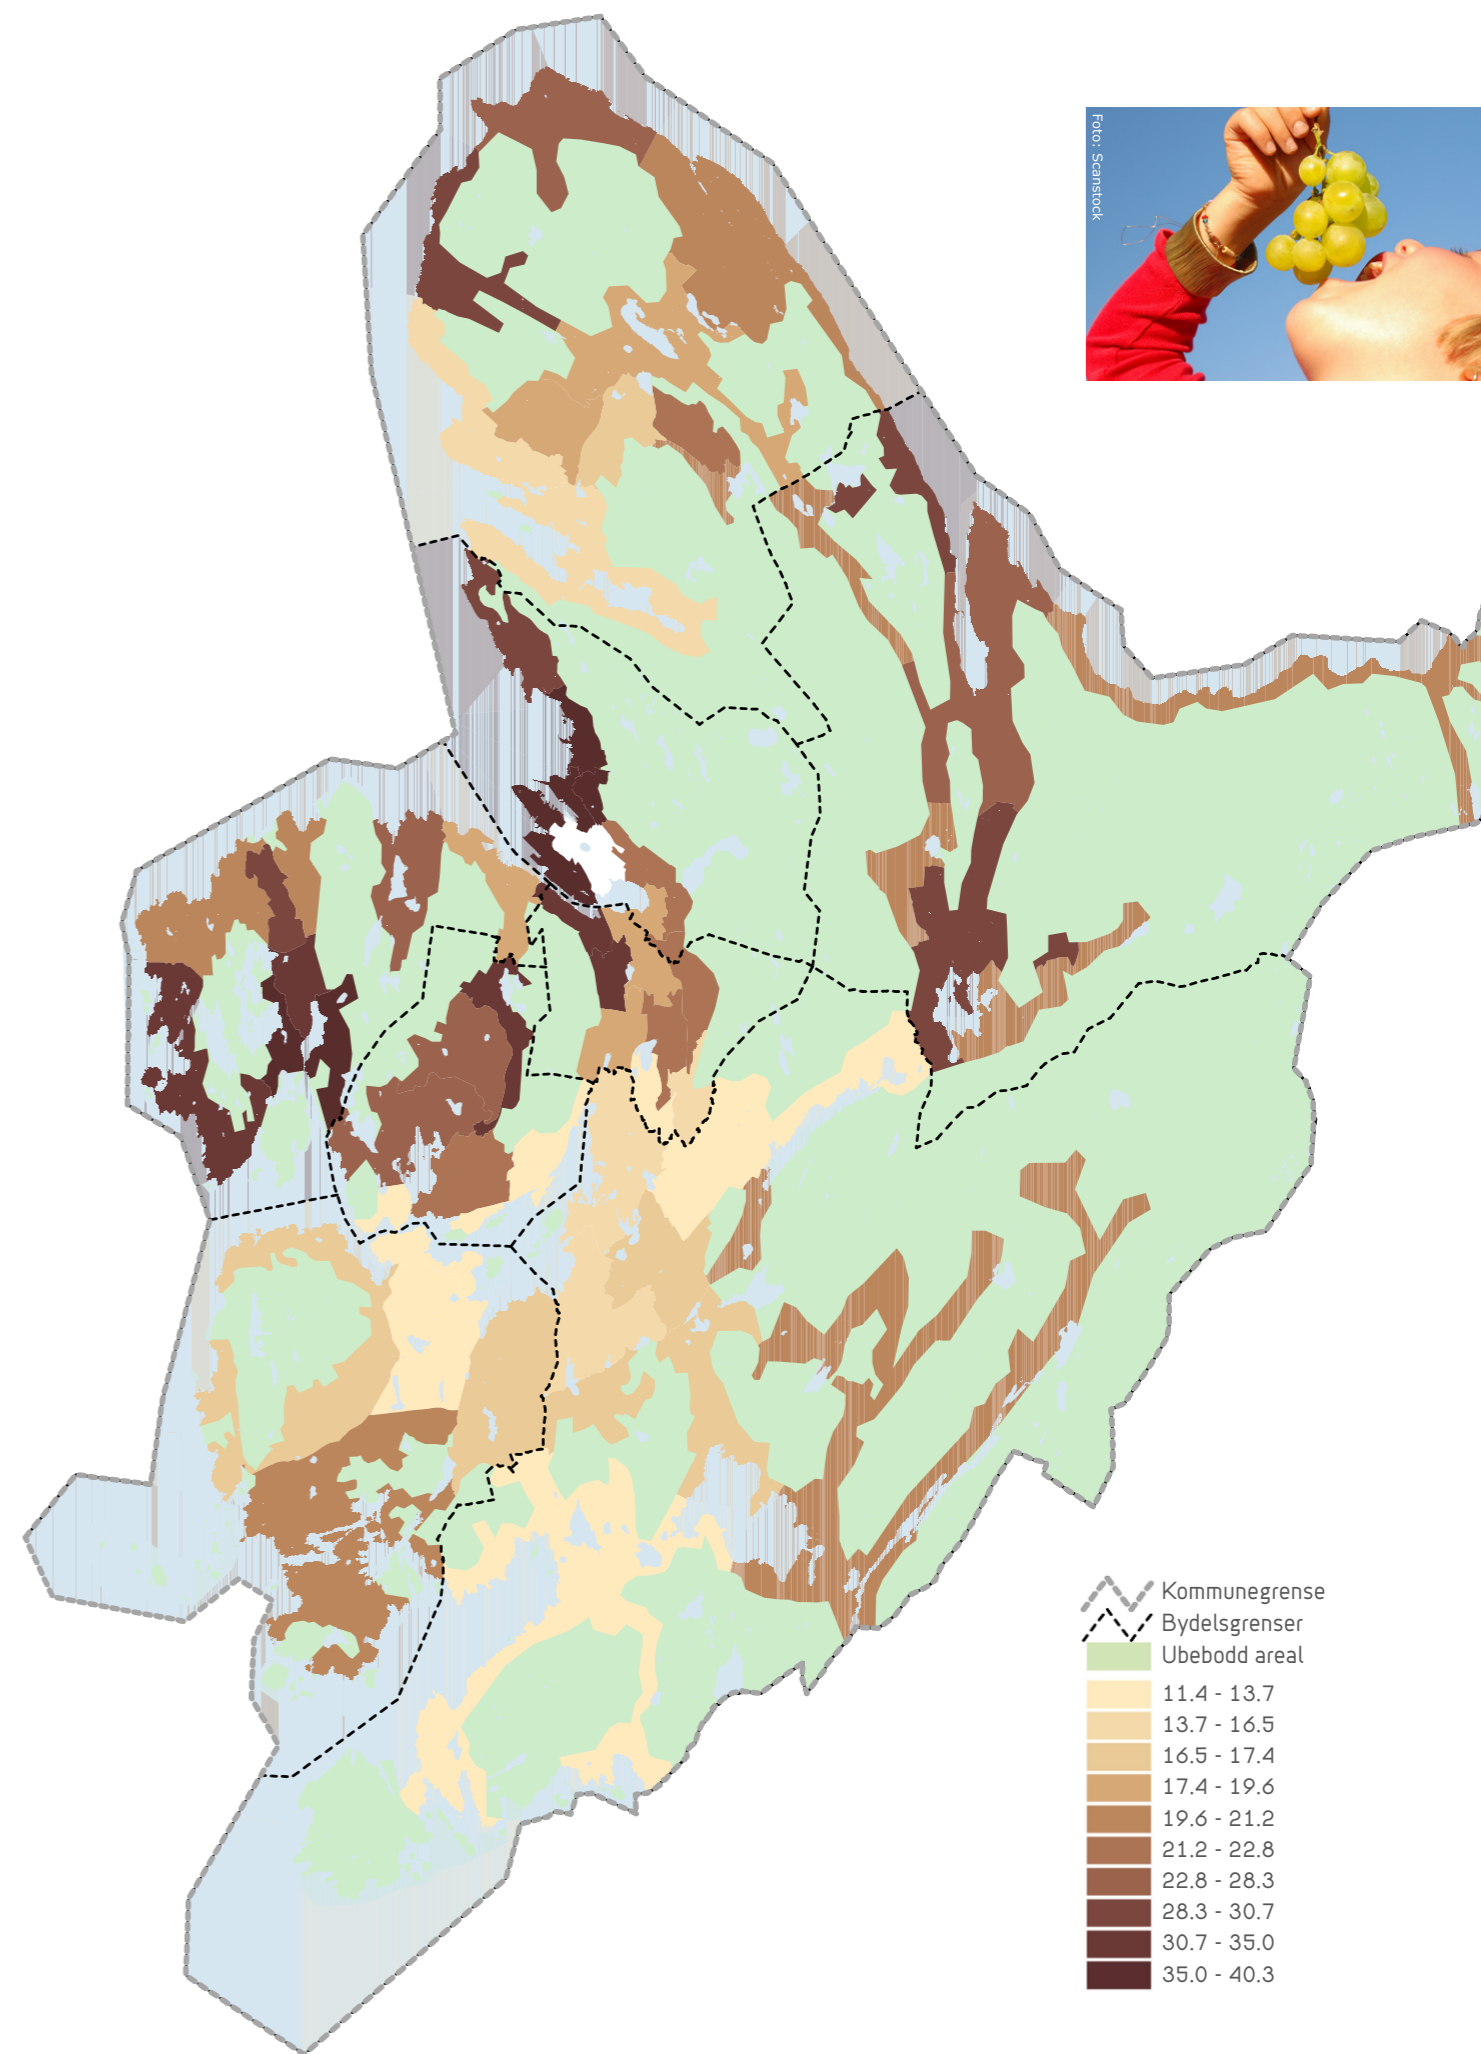 Foto: Scanstock
Kommunegrense
Bydelsgrenser
Ubebodd areal
11.4 - 13.7
13.7 - 16.5
16.5 - 17.4
17.4 - 19.6
19.6 - 21.2
21.2 - 22.8
22.8 - 28.3
28.3 - 30.7
30.7 - 35.0
35.0 - 40.3